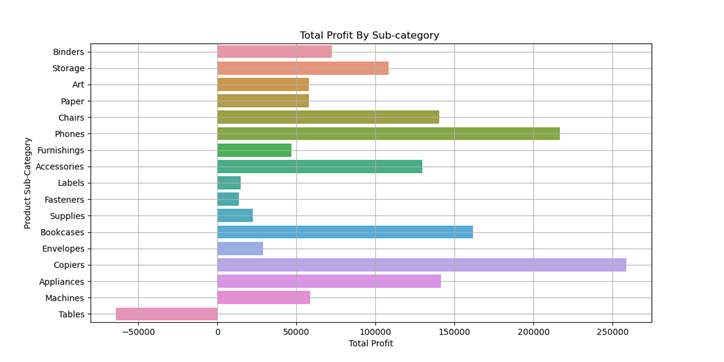 Total Profit By Sub-category
Product Sub-Category
Binders
Storage
Art
Paper
Chairs
Phones
Furnishings
Accessories
Labels
Fasteners
Supplies
Bookcases
Envelopes
Copiers
Appliances
Machines
Tables
−50000 0 50000 100000 150000 200000 250000
Total Profit